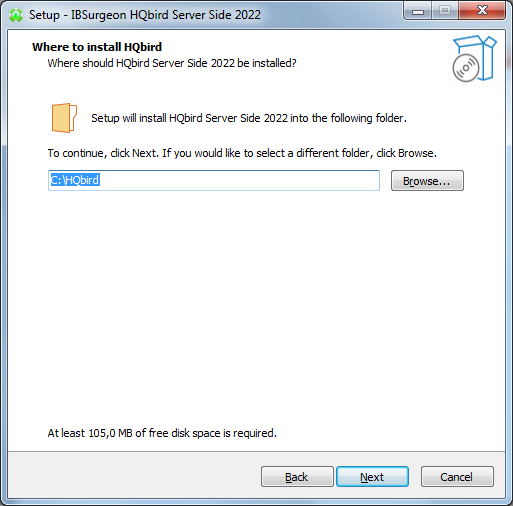 Setup - IBSurgeon HQbird Server Side 2022
Where to install HQbird
Where should HQbird Server Side 2022 be installed?
Setup will install HQbird Server Side 2022 into the following folder.
To continue, click Next. If you would like to select a different folder, click Browse.
C:\HQbird
Browse...
At least 105,0 MB of free disk space is required.
Back
Next
Cancel